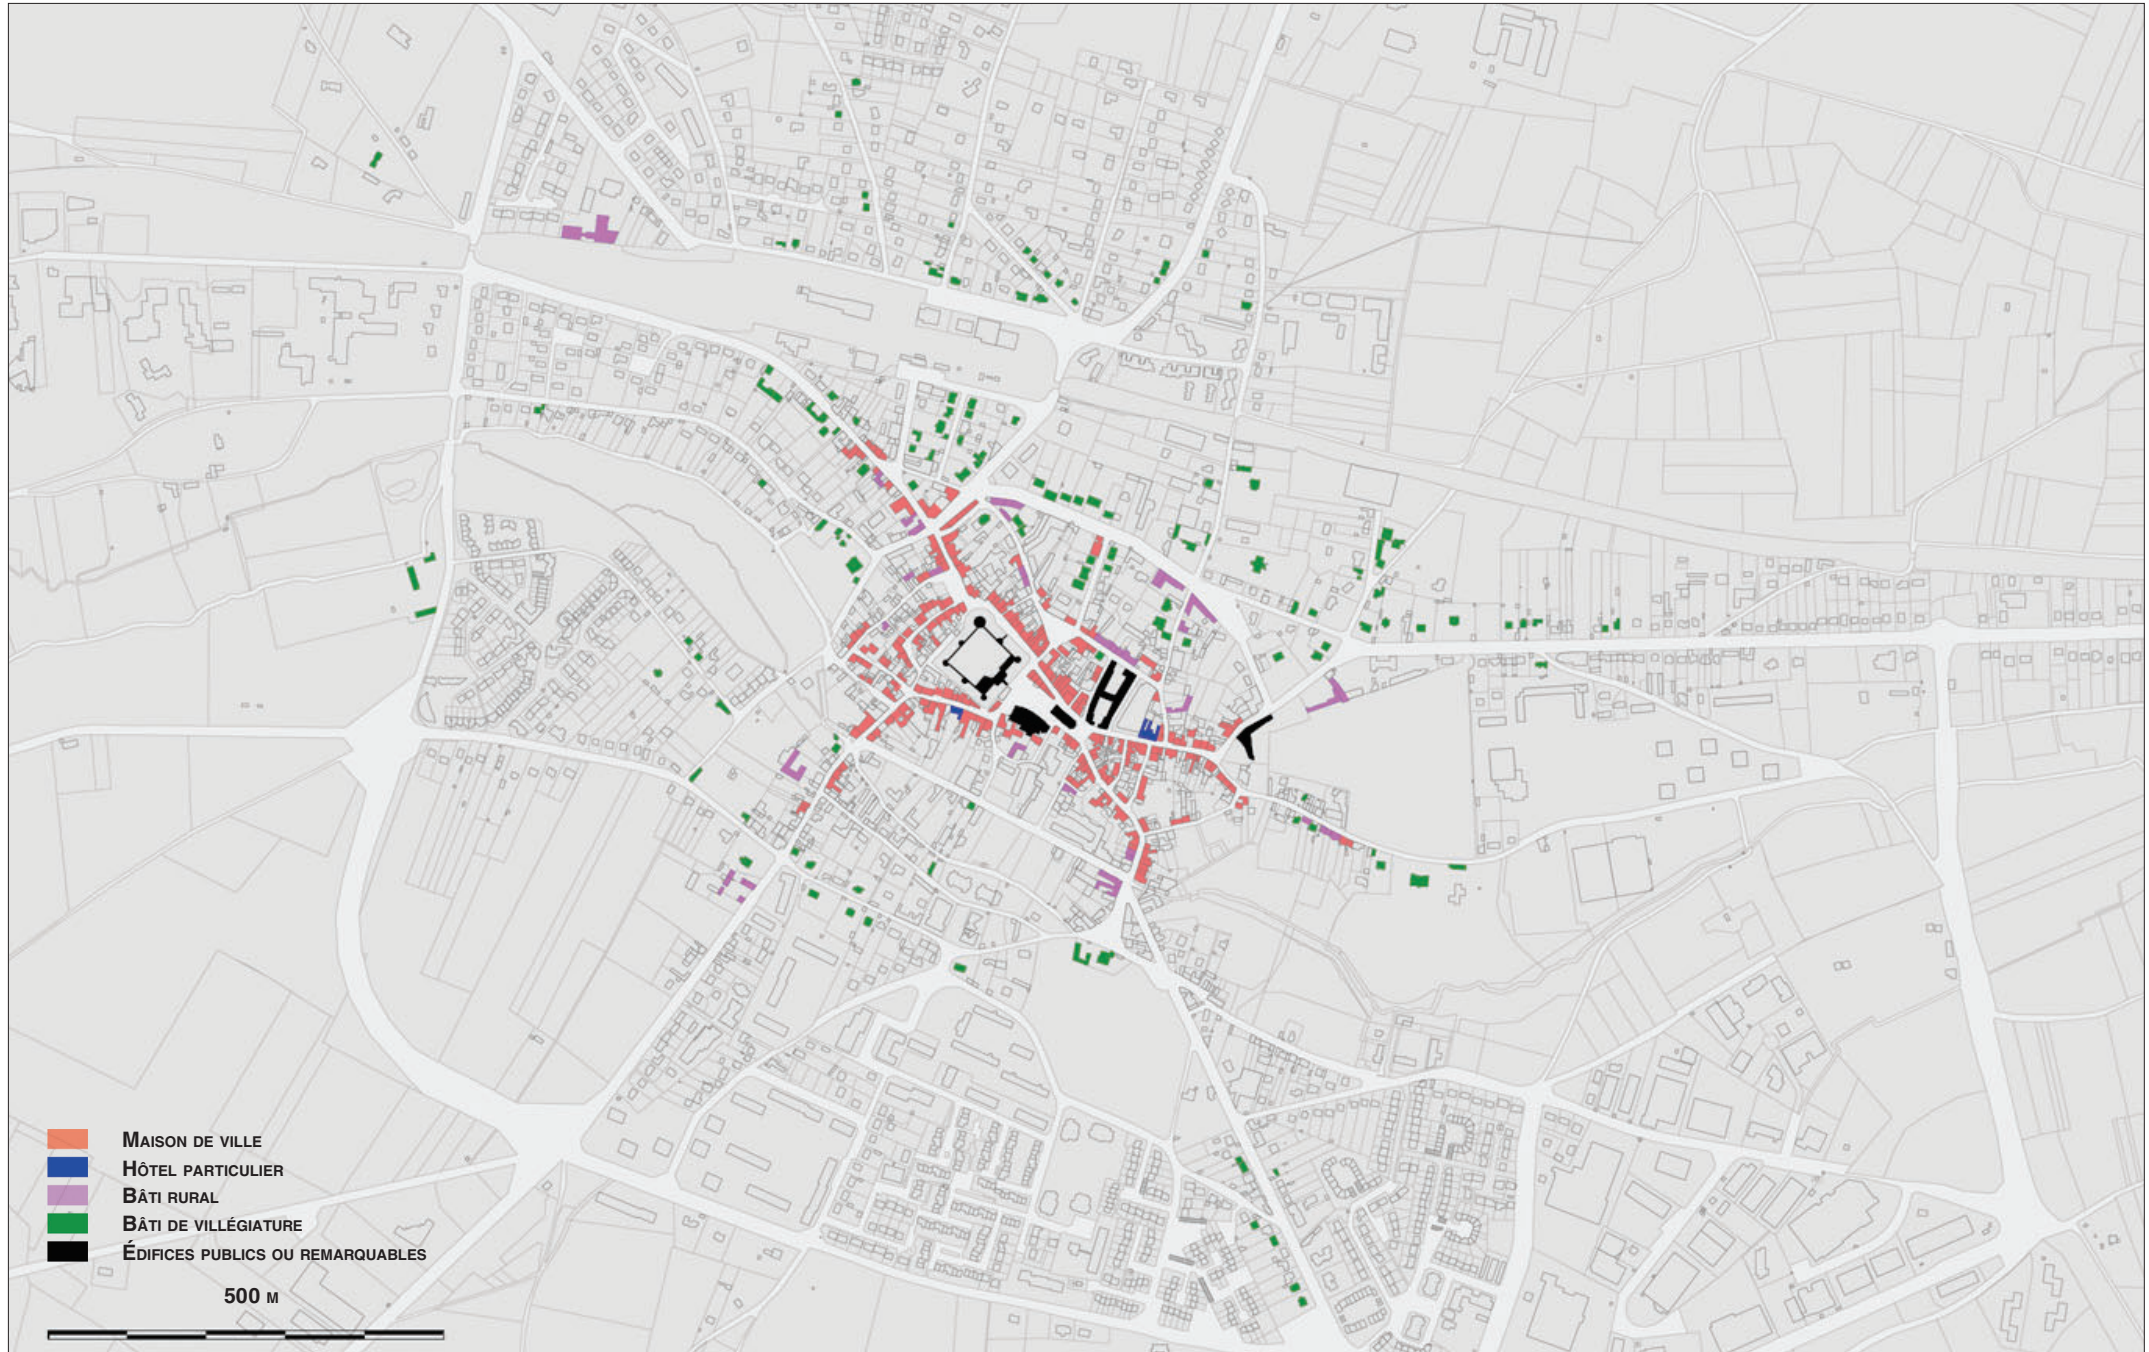 Maison de ville
Hôtel particulier
Bâti rural
Bâti de villégiature
Édifices publics ou remarquables
500 m